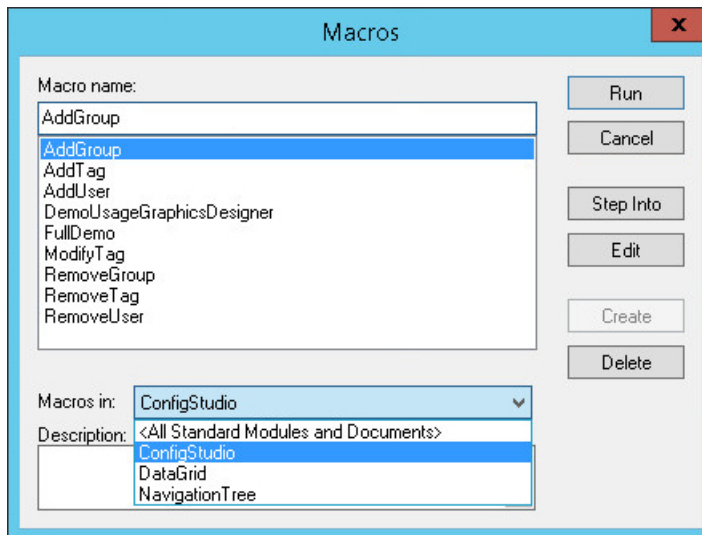 Macros
x
Macro name:
AddGroup
AddGroup
AddTag
AddUser
DemoUsageGraphicsDesigner
FullDemo
ModifyTag
RemoveGroup
RemoveTag
RemoveUser
Run
Cancel
Step Into
Edit
Create
Delete
Macros in: ConfigStudio
Description: <All Standard Modules and Documents>
ConfigStudio
DataGrid
NavigationTree